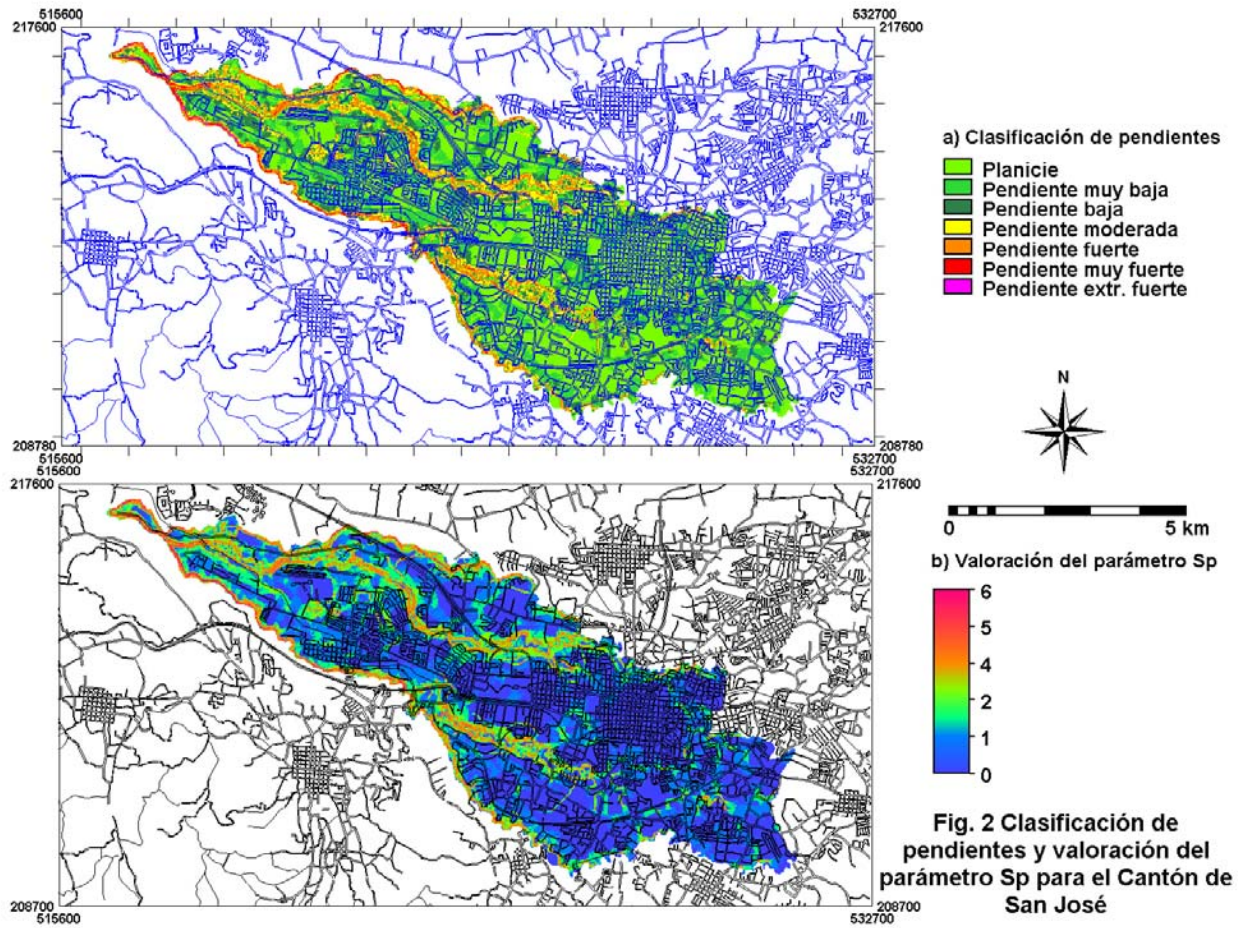 515600
532700
217600
217600
208780
208780
515600
532700
a) Clasificación de pendientes
Planicie
Pendiente muy baja
Pendiente baja
Pendiente moderada
Pendiente fuerte
Pendiente muy fuerte
Pendiente extr. fuerte
N
0 5 km
515600
532700
217600
217600
208700
208700
515600
532700
b) Valoración del parámetro Sp
6
5
4
2
1
0
Fig. 2 Clasificación de
pendientes y valoración del
parámetro Sp para el Cantón de
San José